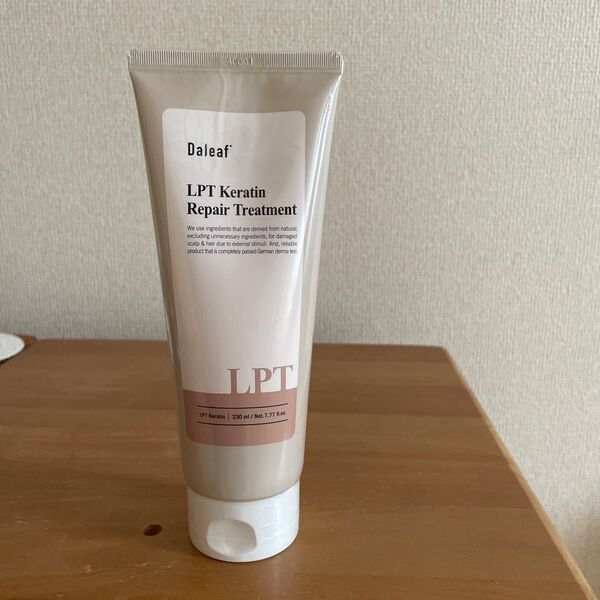 Daleaf
LPT Keratin
Repair Treatment
We use ingredients that are derived from natural,
excluding unnecessary ingredients, for damaged
scalp & hair due to external stimuli. And, reliable
product that is completely passed German derma test.
LPT
LPT Keratin | 230 ml / Net. 7.77 fl.oz.